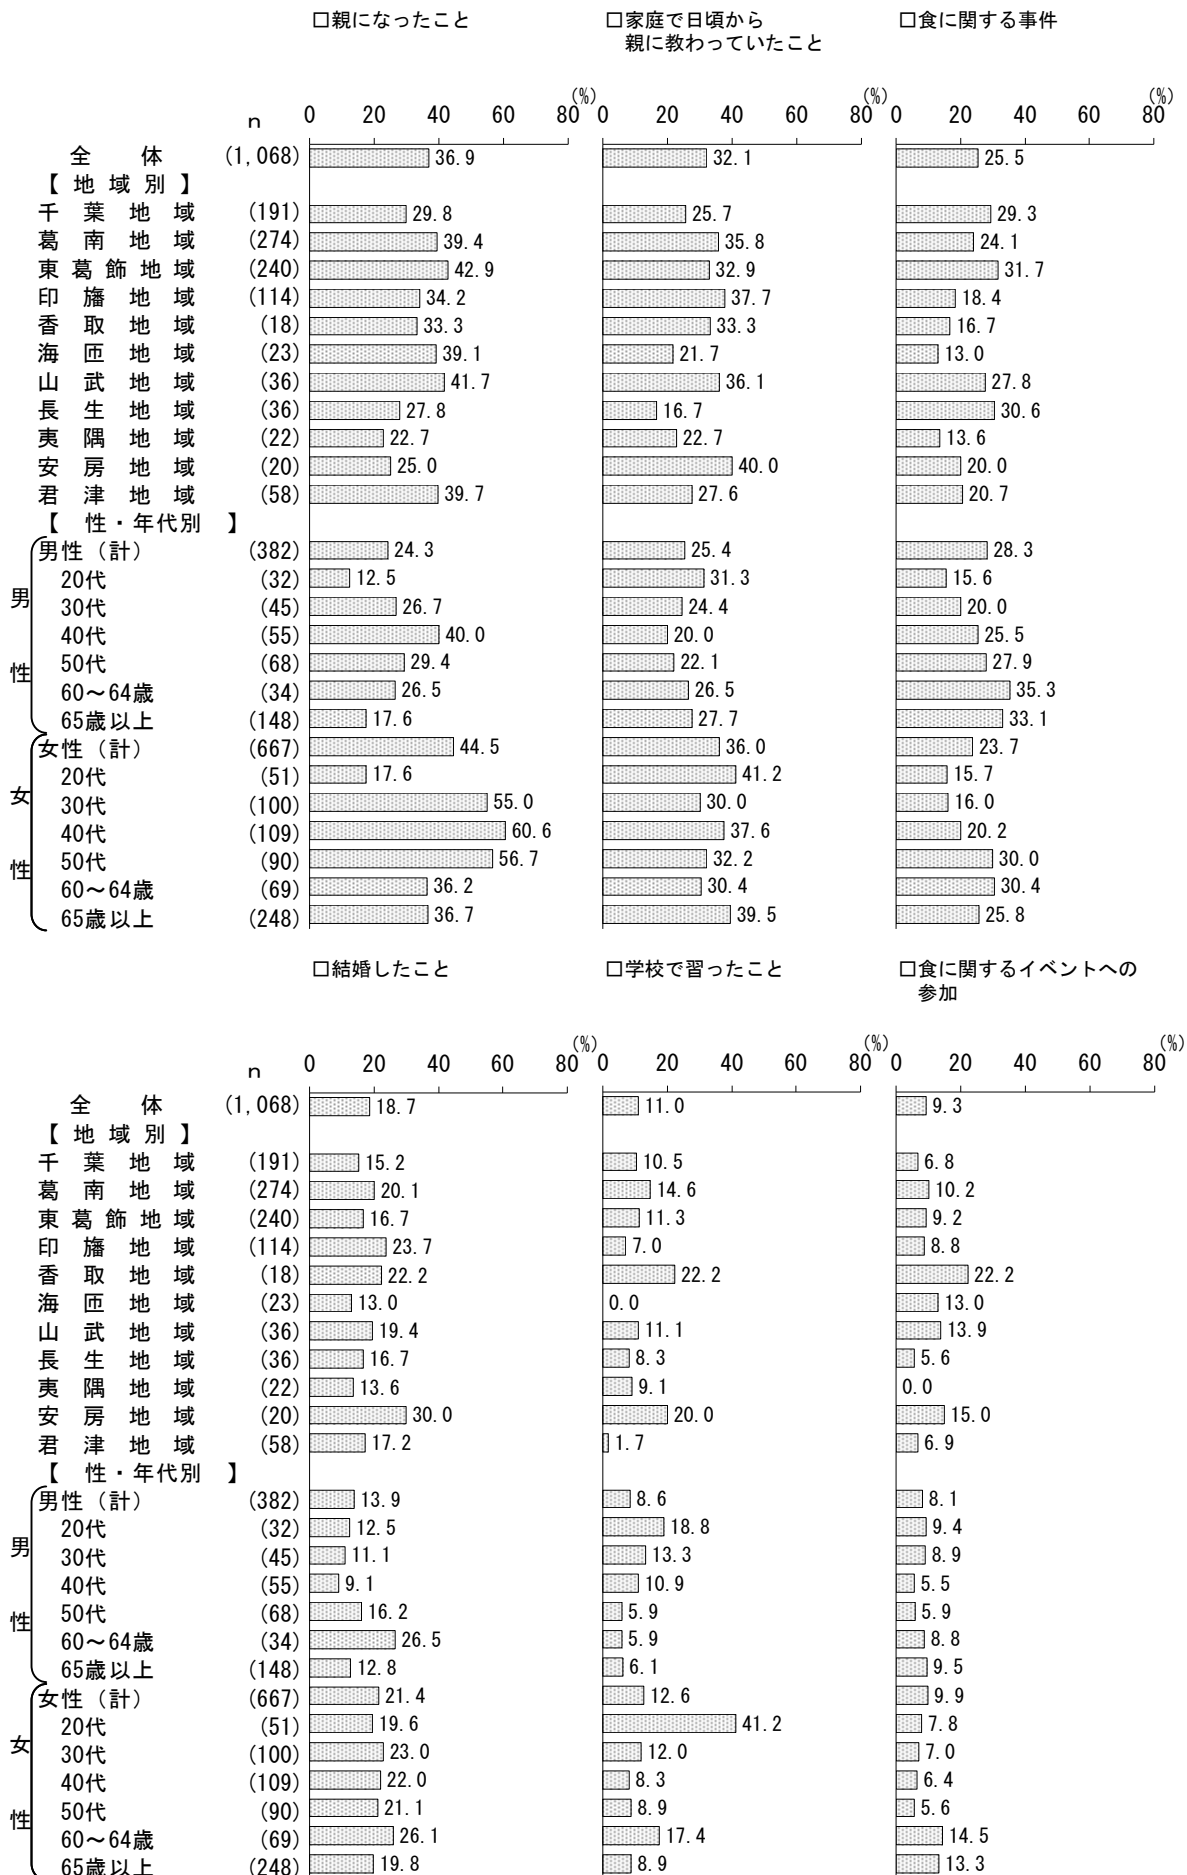 □親になったこと □家庭で日頃から □食に関する事件
親に教わっていたこと
(%) (%) (%)
n 0 20 40 60 80 0 20 40 60 80 0 20 40 60 80
全体 (1,068) 36.9 32.1 25.5
【地域別】
千葉地域 (191) 29.8 25.7 29.3
葛南地域 (274) 39.4 35.8 24.1
東葛飾地域 (240) 42.9 32.9 31.7
印旛地域 (114) 34.2 37.7 18.4
香取地域 (18) 33.3 33.3 16.7
海匝地域 (23) 39.1 21.7 13.0
山武地域 (36) 41.7 36.1 27.8
長生地域 (36) 27.8 16.7 30.6
夷隅地域 (22) 22.7 22.7 13.6
安房地域 (20) 25.0 40.0 20.0
君津地域 (58) 39.7 27.6 20.7
【性・年代別】
男性
男性（計） (382) 24.3 25.4 28.3
20代 (32) 12.5 31.3 15.6
30代 (45) 26.7 24.4 20.0
40代 (55) 40.0 20.0 25.5
50代 (68) 29.4 22.1 27.9
60～64歳 (34) 26.5 26.5 35.3
65歳以上 (148) 17.6 27.7 33.1
女性
女性（計） (667) 44.5 36.0 23.7
20代 (51) 17.6 41.2 15.7
30代 (100) 55.0 30.0 16.0
40代 (109) 60.6 37.6 20.2
50代 (90) 56.7 32.2 30.0
60～64歳 (69) 36.2 30.4 30.4
65歳以上 (248) 36.7 39.5 25.8
□結婚したこと □学校で習ったこと □食に関するイベントへの
参加
(%) (%) (%)
n 0 20 40 60 80 0 20 40 60 80 0 20 40 60 80
全体 (1,068) 18.7 11.0 9.3
【地域別】
千葉地域 (191) 15.2 10.5 6.8
葛南地域 (274) 20.1 14.6 10.2
東葛飾地域 (240) 16.7 11.3 9.2
印旛地域 (114) 23.7 7.0 8.8
香取地域 (18) 22.2 22.2 22.2
海匝地域 (23) 13.0 0.0 13.0
山武地域 (36) 19.4 11.1 13.9
長生地域 (36) 16.7 8.3 5.6
夷隅地域 (22) 13.6 9.1 0.0
安房地域 (20) 30.0 20.0 15.0
君津地域 (58) 17.2 1.7 6.9
【性・年代別】
男性
男性（計） (382) 13.9 8.6 8.1
20代 (32) 12.5 18.8 9.4
30代 (45) 11.1 13.3 8.9
40代 (55) 9.1 10.9 5.5
50代 (68) 16.2 5.9 5.9
60～64歳 (34) 26.5 5.9 8.8
65歳以上 (148) 12.8 6.1 9.5
女性
女性（計） (667) 21.4 12.6 9.9
20代 (51) 19.6 41.2 7.8
30代 (100) 23.0 12.0 7.0
40代 (109) 22.0 8.3 6.4
50代 (90) 21.1 8.9 5.6
60～64歳 (69) 26.1 17.4 14.5
65歳以上 (248) 19.8 8.9 13.3